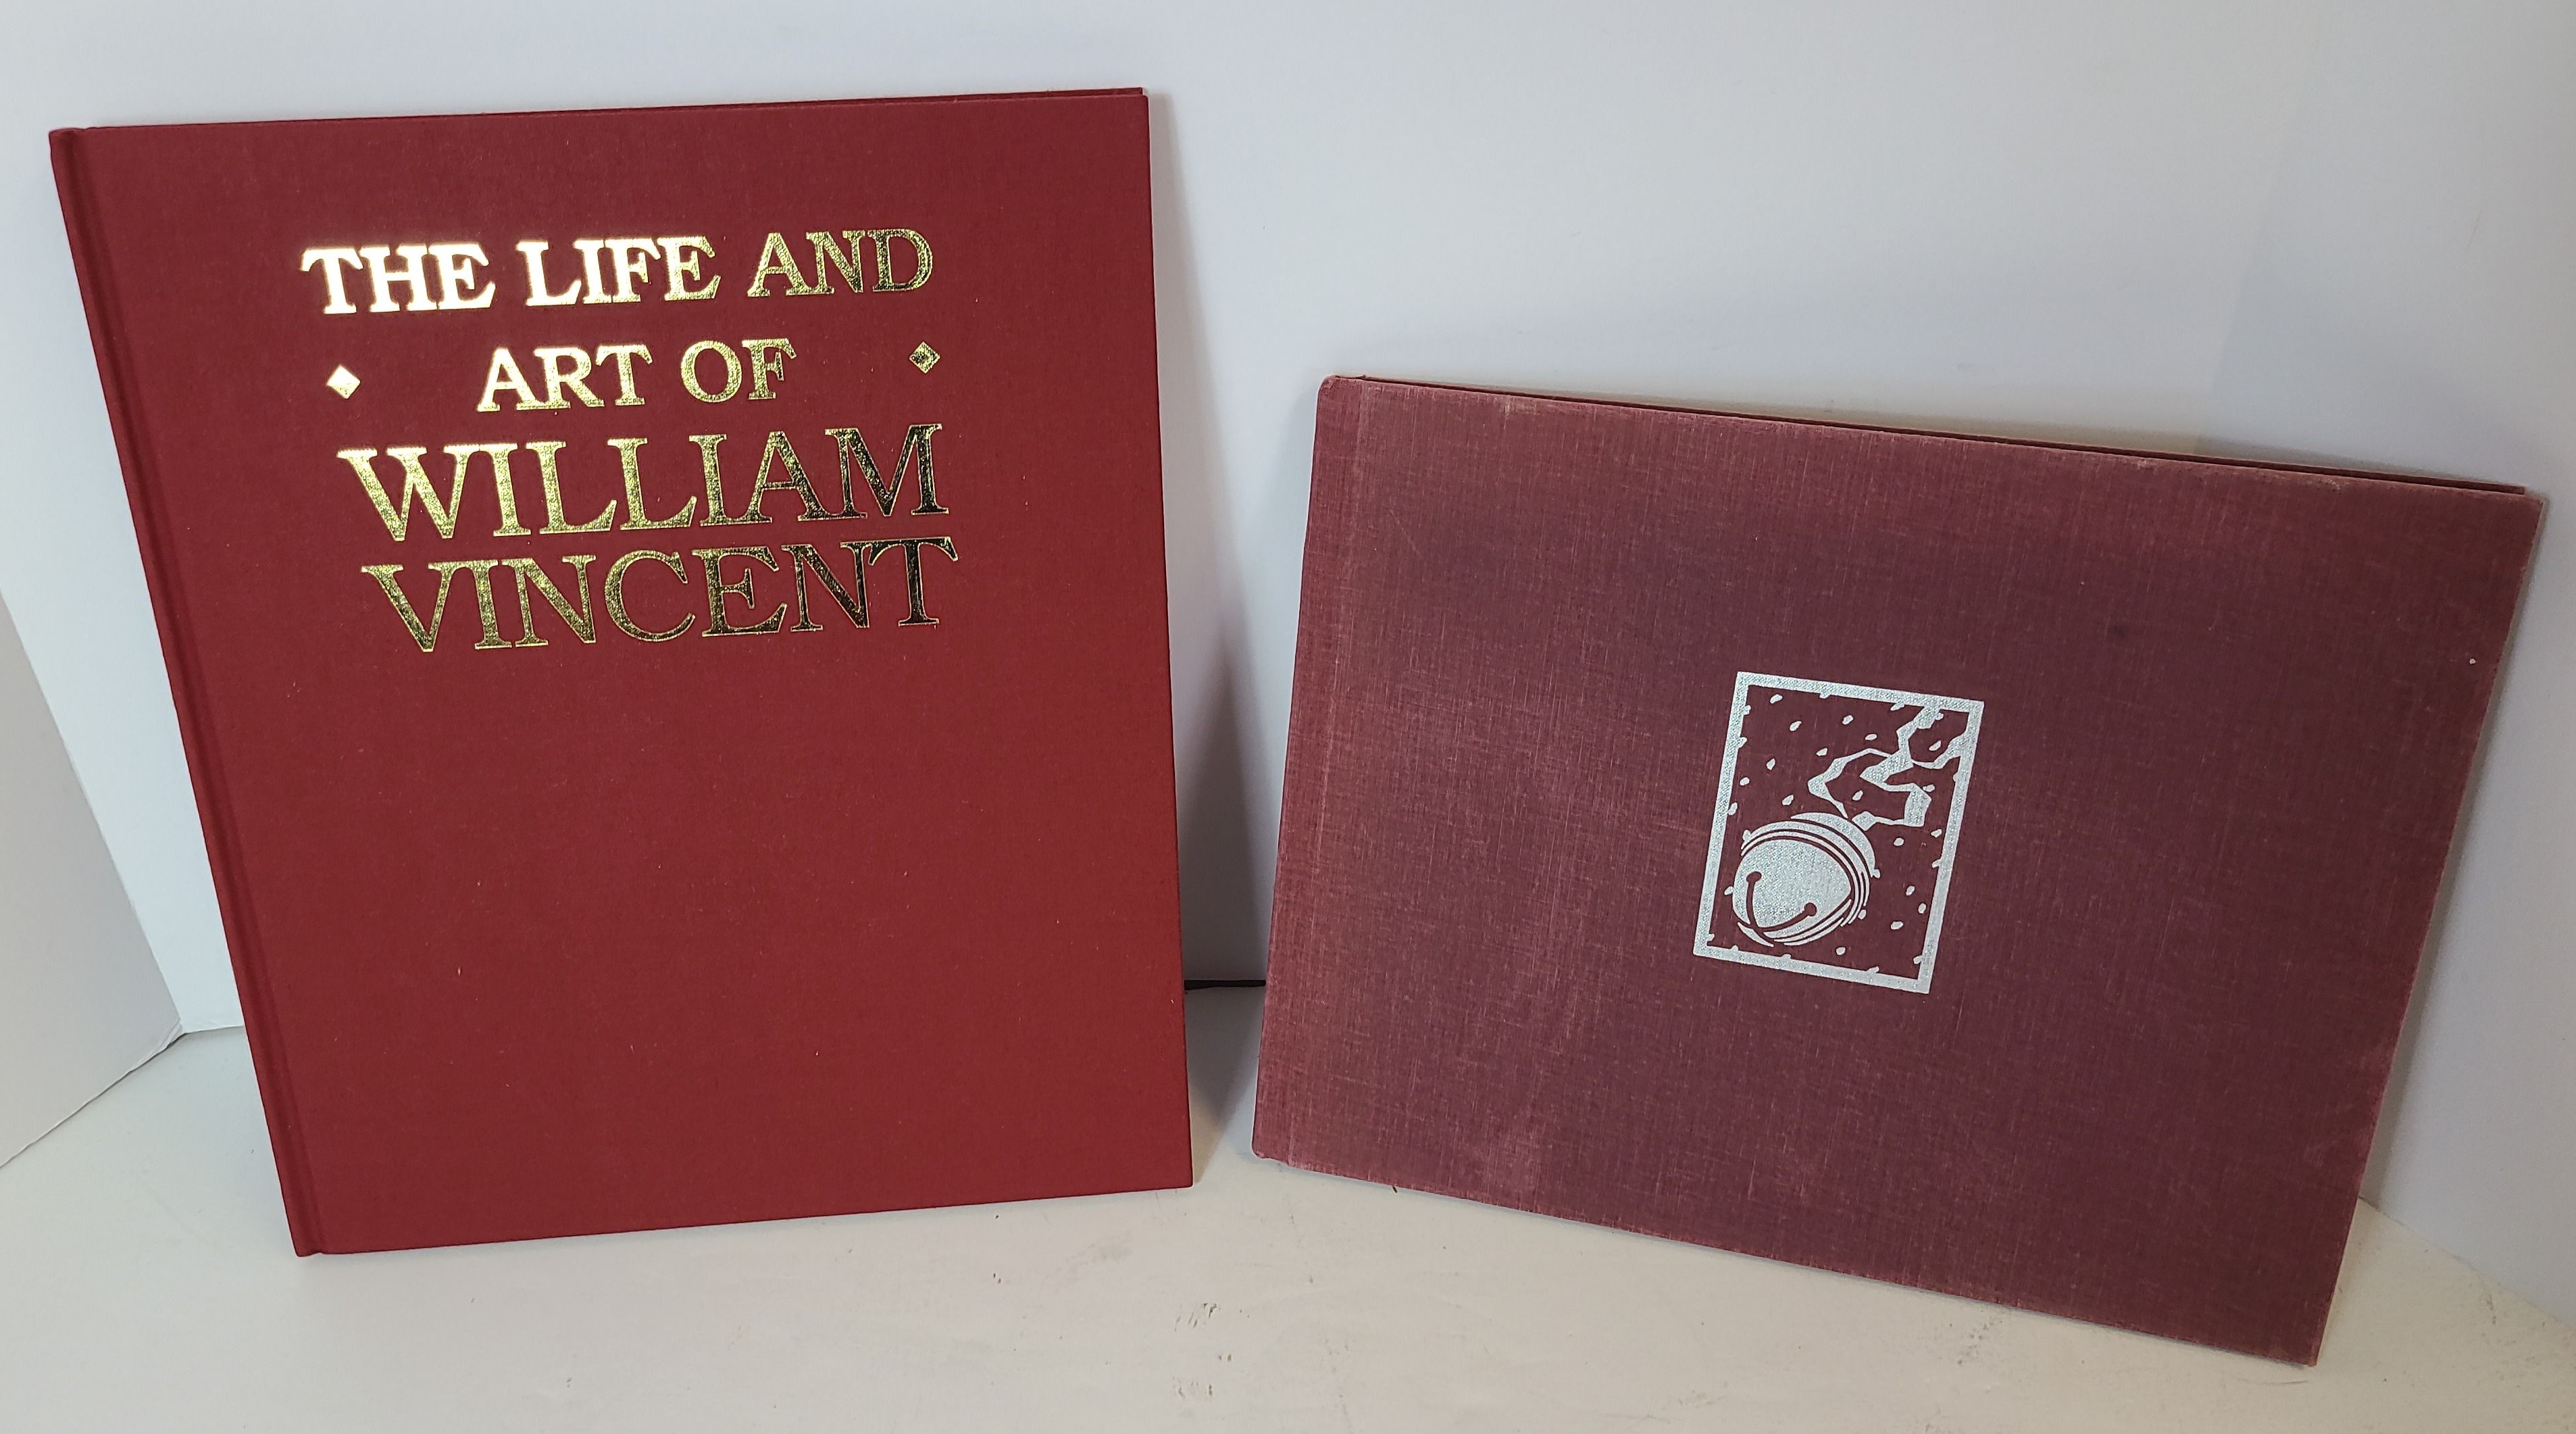 THE LIFE AND
ART OF
WILLIAM
VINCENT